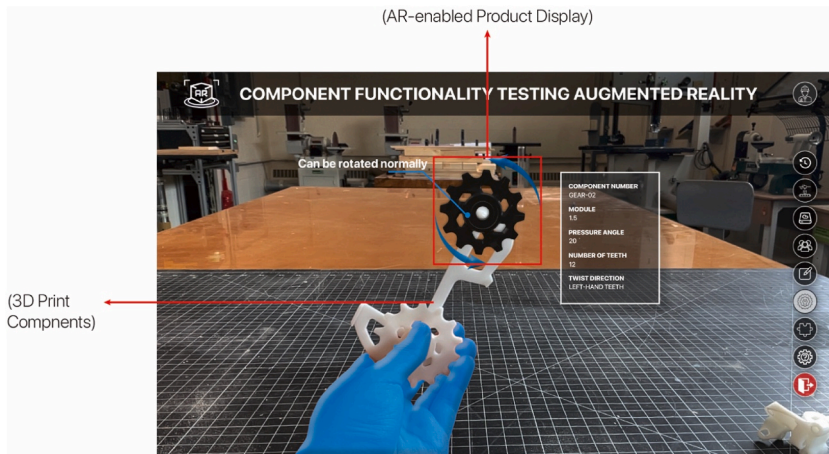 (AR-enabled Product Display)
AR
COMPONENT FUNCTIONALITY TESTING AUGMENTED REALITY
Can be rotated normally
COMPONENT NUMBER
GEAR-02
MODULE
1.5
PRESSURE ANGLE
20
NUMBER OF TEETH
12
TWIST DIRECTION
LEFT-HAND TEETH
(3D Print
Compnents)